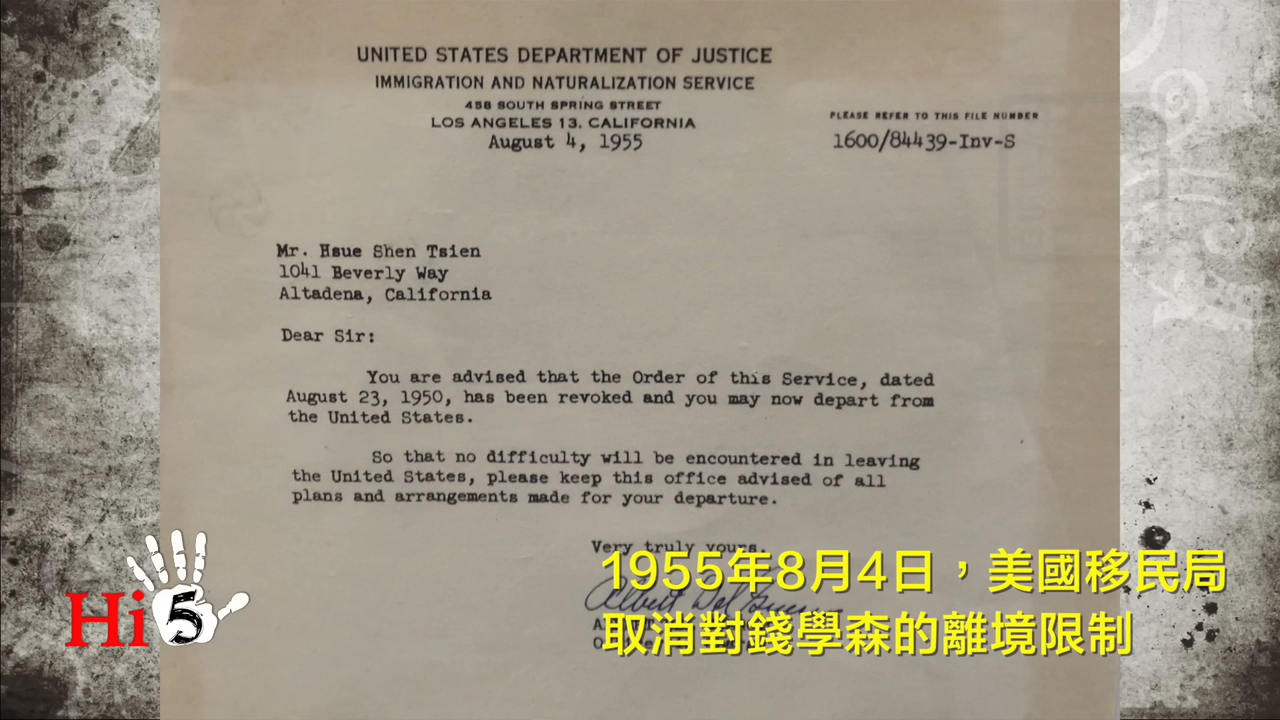 UNITED STATES DEPARTMENT OF JUSTICE
IMMIGRATION AND NATURALIZATION SERVICE
458 SOUTH SPRING STREET
LOS ANGELES 13, CALIFORNIA
August 4, 1955
PLEASE REFER TO THIS FILE NUMBER
1600/84439-Inv-S
Mr. Hsue Shen Tsien
1041 Beverly Way
Altadena, California
Dear Sir:
You are advised that the Order of this Service, dated
August 23, 1950, has been revoked and you may now depart from
the United States.
So that no difficulty will be encountered in leaving
the United States, please keep this office advised of all
plans and arrangements made for your departure.
Very truly yours,
Albert
1955年8月4日，美國移民局
取消對錢學森的離境限制
Hi 5